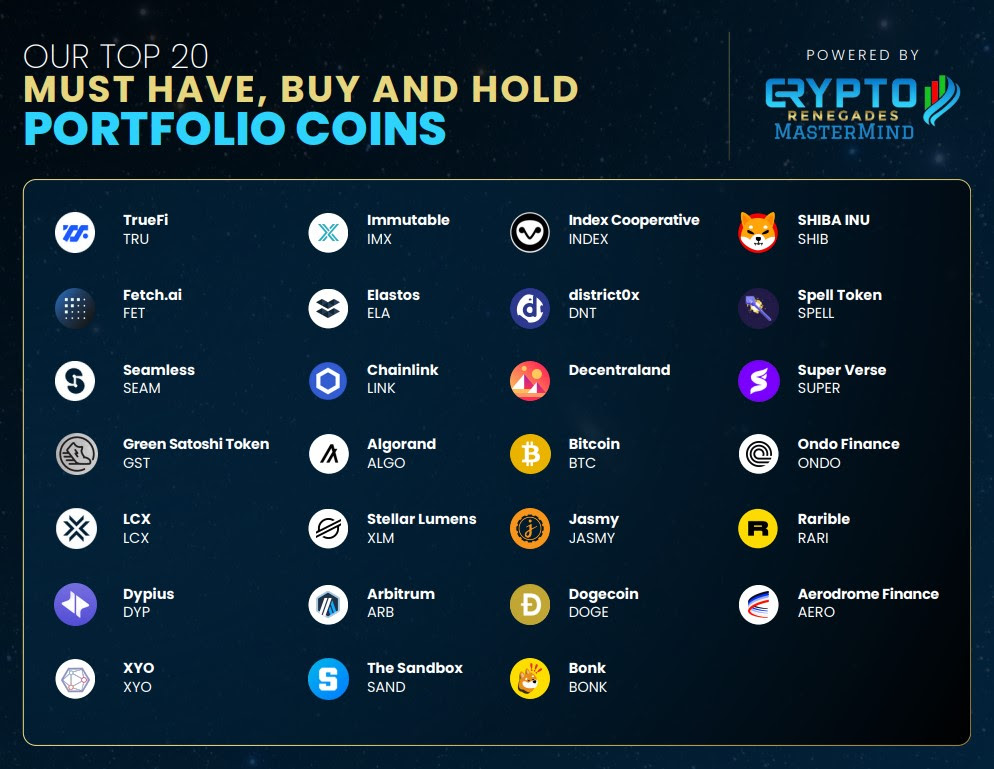 OUR TOP 20
MUST HAVE, BUY AND HOLD
PORTFOLIO COINS
POWERED BY
CRYPTO
RENEGADES
MASTERMIND
TrueFi
TRU
Immutable
IMX
Index Cooperative
INDEX
SHIBA INU
SHIB
Fetch.ai
FET
Elastos
ELA
district0x
DNT
Spell Token
SPELL
Seamless
SEAM
Chainlink
LINK
Decentraland
Super Verse
SUPER
Green Satoshi Token
GST
Algorand
ALGO
Bitcoin
BTC
Ondo Finance
ONDO
LCX
LCX
Stellar Lumens
XLM
Jasmy
JASMY
Rarible
RARI
Dypius
DYP
Arbitrum
ARB
Dogecoin
DOGE
Aerodrome Finance
AERO
XYO
XYO
The Sandbox
SAND
Bonk
BONK